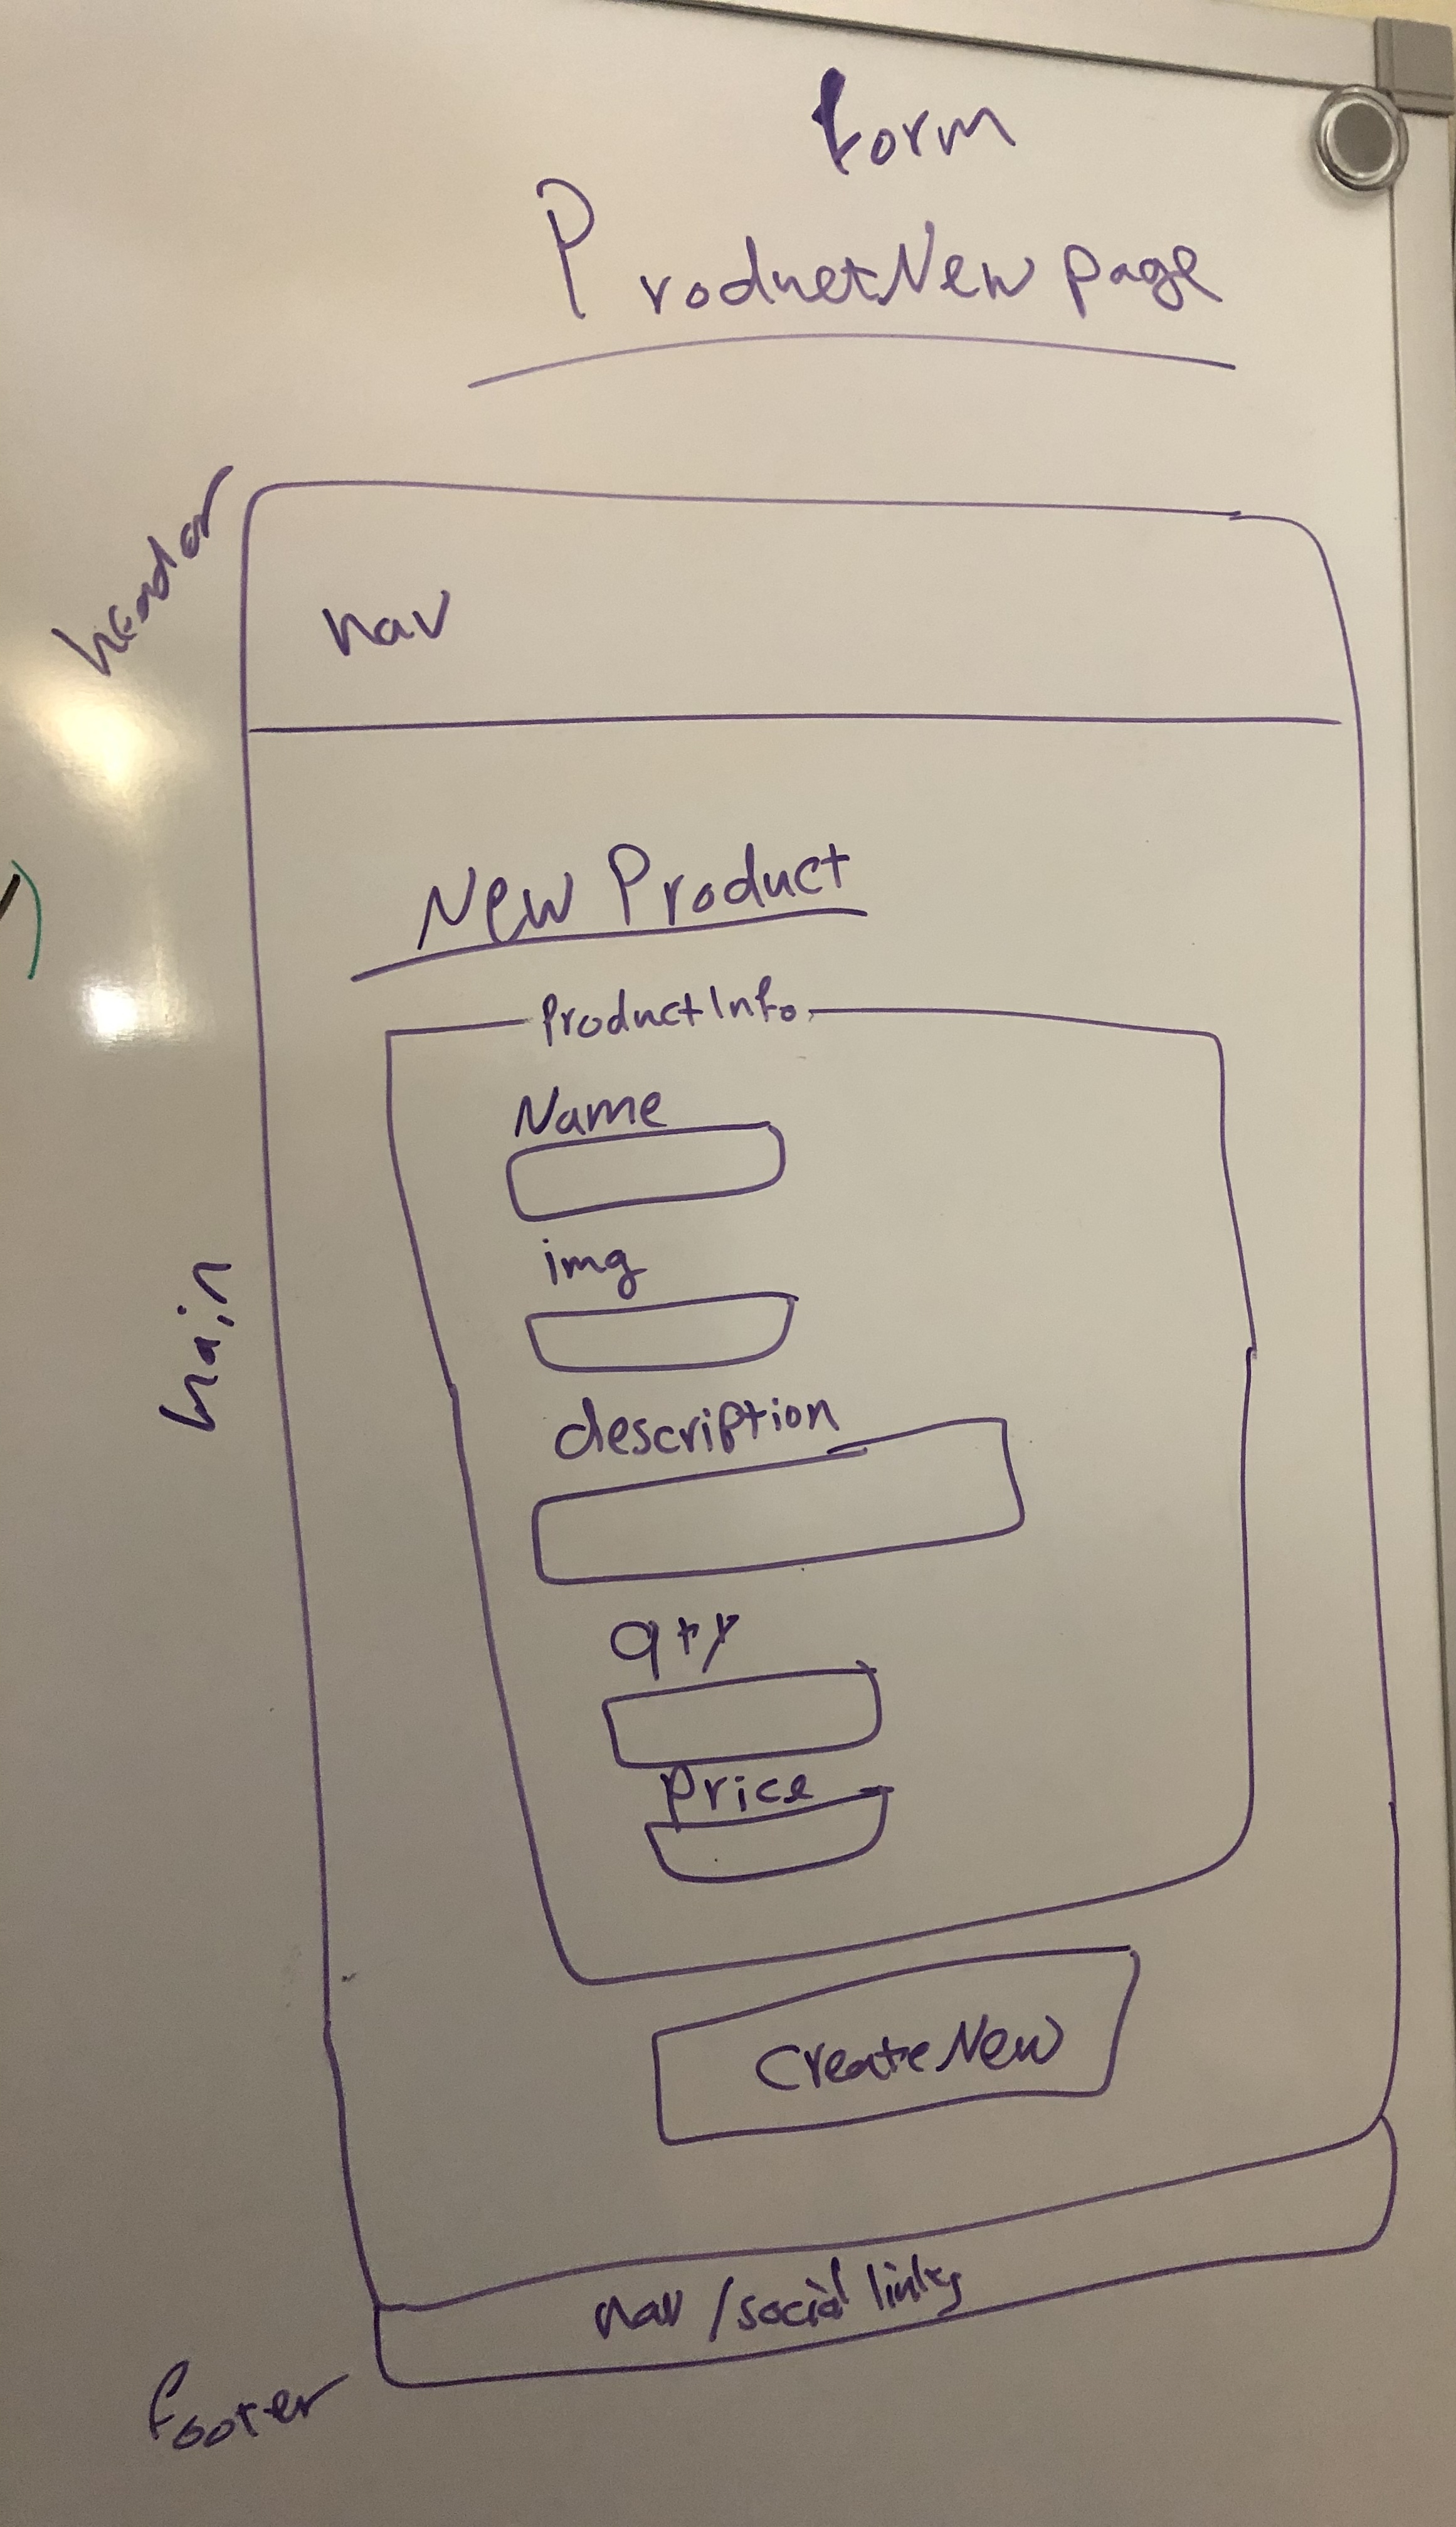 form
ProductNew page
header
nav
New Product
ProductInfo
Name
img
main
description
qty
price
Create New
nav / social links
footer